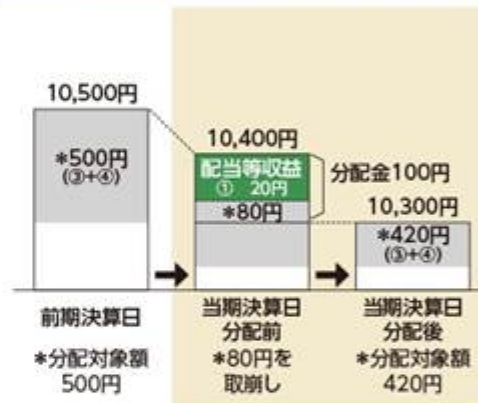 10,500円
*500円
(③+④)
10,400円
配当等収益
① 20円
*80円
分配金100円
10,300円
*420円
(③+④)
前期決算日
*分配対象額
500円
当期決算日
分配前
*80円を
取崩し
当期決算日
分配後
*分配対象額
420円